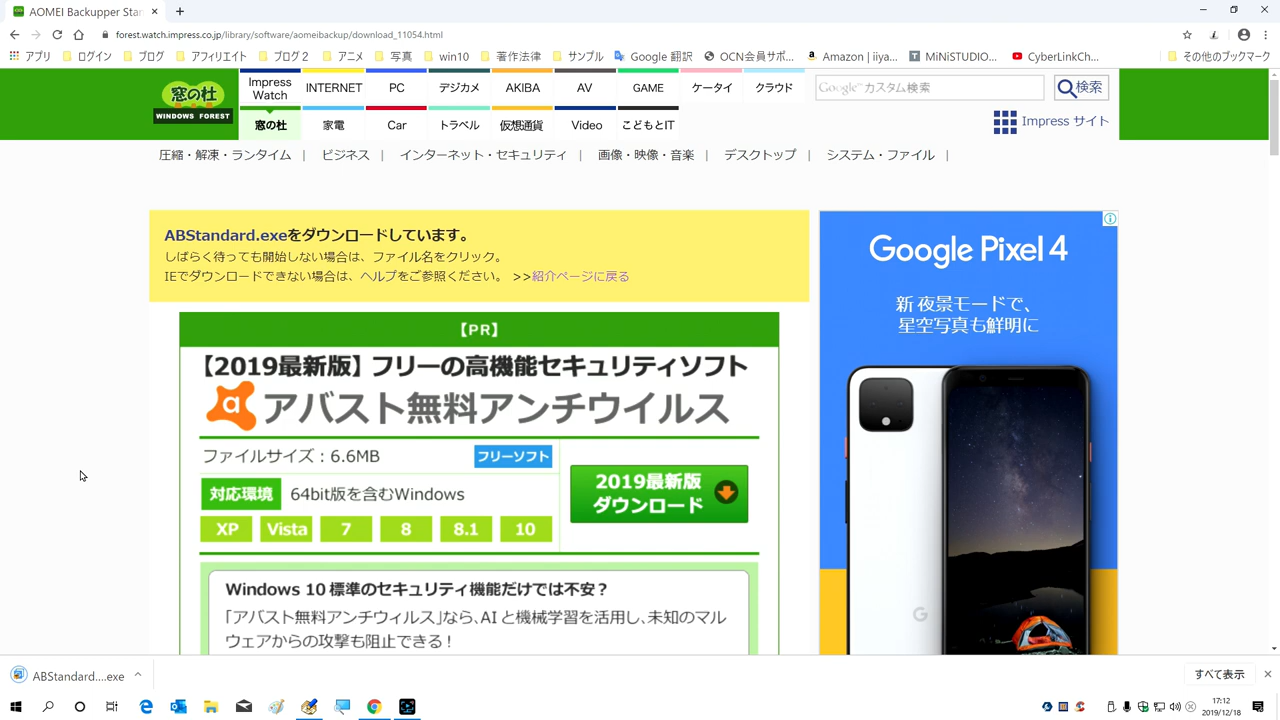 AOMEI Backupper Stan
forest.watch.impress.co.jp/library/software/aomeibackup/download_11054.html
アプリ ログイン ブログ アフィリエイト ブログ2 アニメ 写真 win10 著作法律 サンプル Google 翻訳 OCN会員サポ... Amazon | iiya... MiNiSTUDIO... CyberLinkCh... その他のブックマーク
窓の杜
WINDOWS FOREST
Impress Watch INTERNET PC デジカメ AKIBA AV GAME ケータイ クラウド
窓の杜 家電 Car トラベル 仮想通貨 Video こどもとIT
Google カスタム検索 検索
Impress サイト
圧縮・解凍・ランタイム | ビジネス | インターネット・セキュリティ | 画像・映像・音楽 | デスクトップ | システム・ファイル |
ABStandard.exeをダウンロードしています。
しばらく待っても開始しない場合は、ファイル名をクリック。
IEでダウンロードできない場合は、ヘルプをご参照ください。 >>紹介ページに戻る
【PR】
【2019最新版】フリーの高機能セキュリティソフト
a アバスト無料アンチウイルス
ファイルサイズ：6.6MB フリーソフト
対応環境 64bit版を含むWindows
XP Vista 7 8 8.1 10
2019最新版
ダウンロード
Windows 10 標準のセキュリティ機能だけでは不安？
「アバスト無料アンチウィルス」なら、AI と機械学習を活用し、未知のマル
ウェアからの攻撃も阻止できる！
Google Pixel 4
新 夜景モードで、
星空写真も鮮明に
G
ABStandard....exe
すべて表示
17:12
2019/12/18